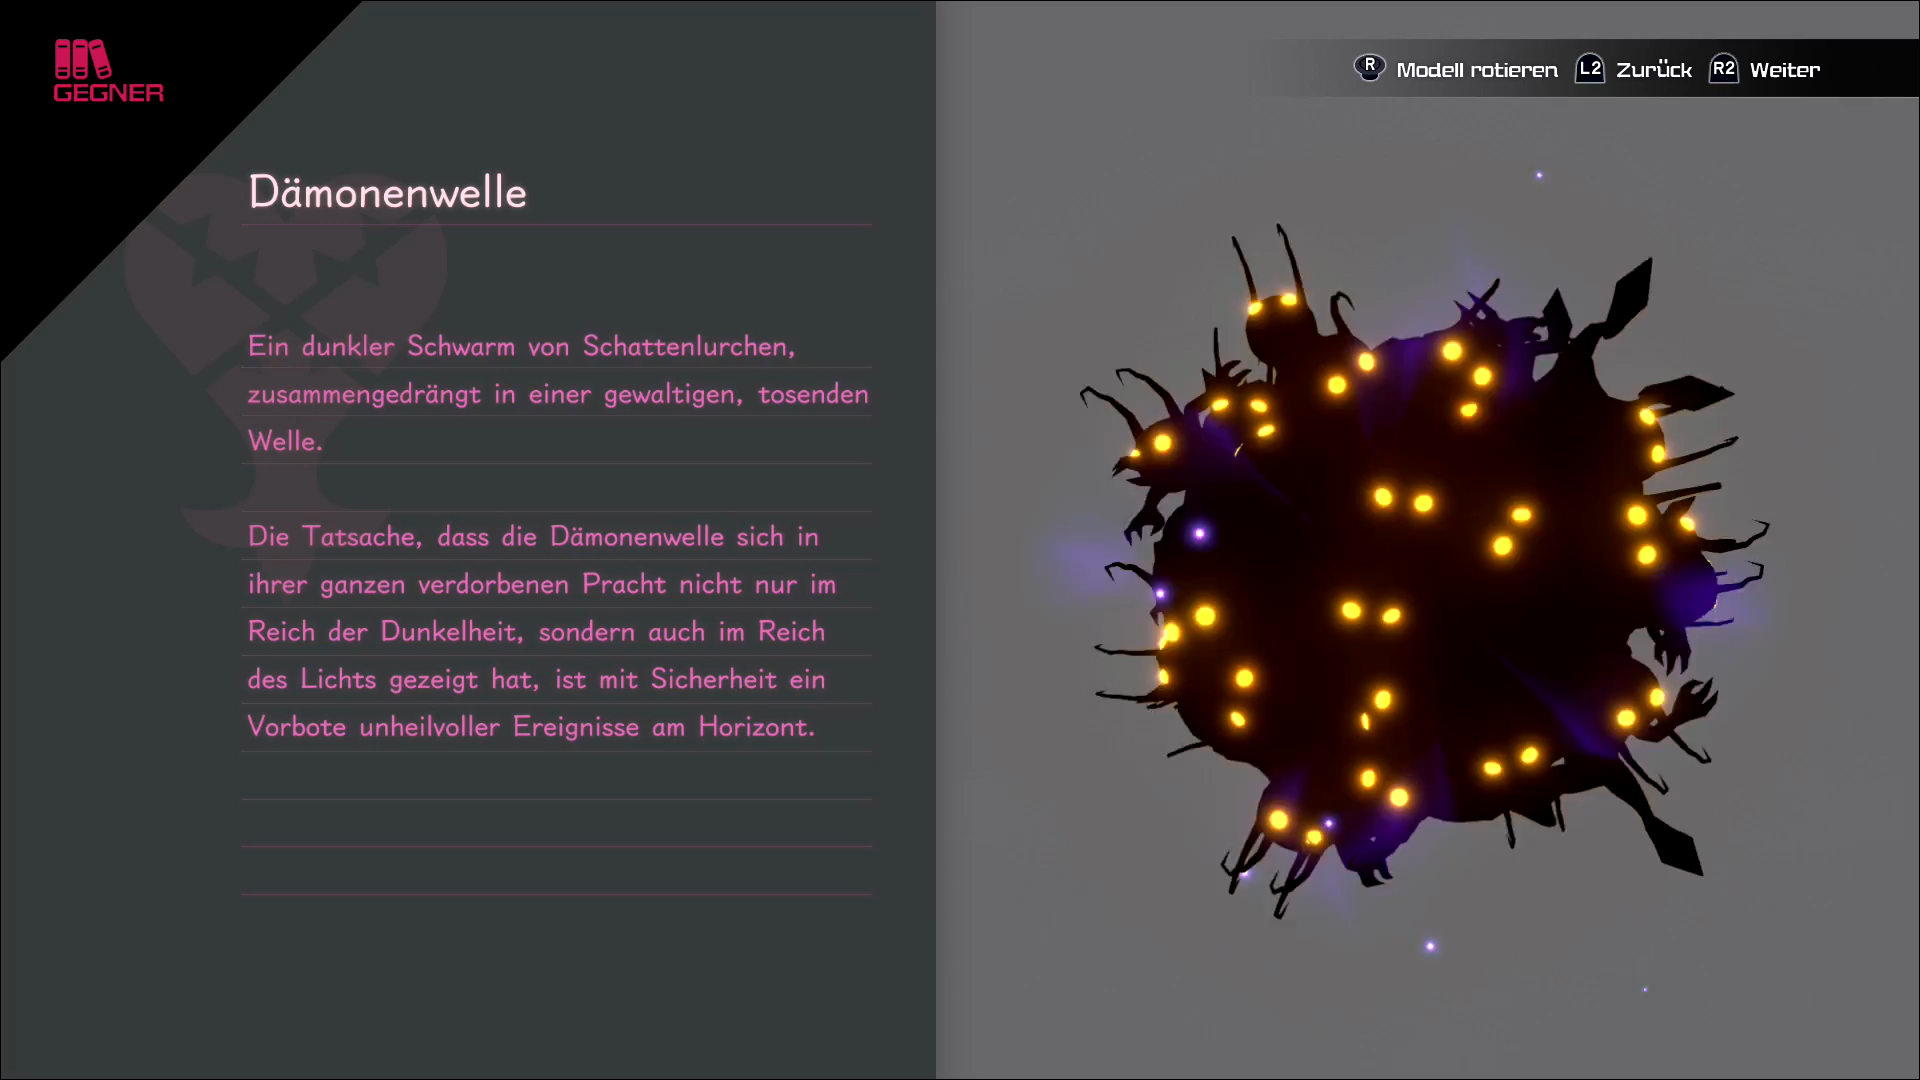 GEGNER
R Modell rotieren L2 Zurück R2 Weiter
Dämonenwelle
Ein dunkler Schwarm von Schattenlurchen,
zusammengedrängt in einer gewaltigen, tosenden
Welle.
Die Tatsache, dass die Dämonenwelle sich in
ihrer ganzen verdorbenen Pracht nicht nur im
Reich der Dunkelheit, sondern auch im Reich
des Lichts gezeigt hat, ist mit Sicherheit ein
Vorbote unheilvoller Ereignisse am Horizont.